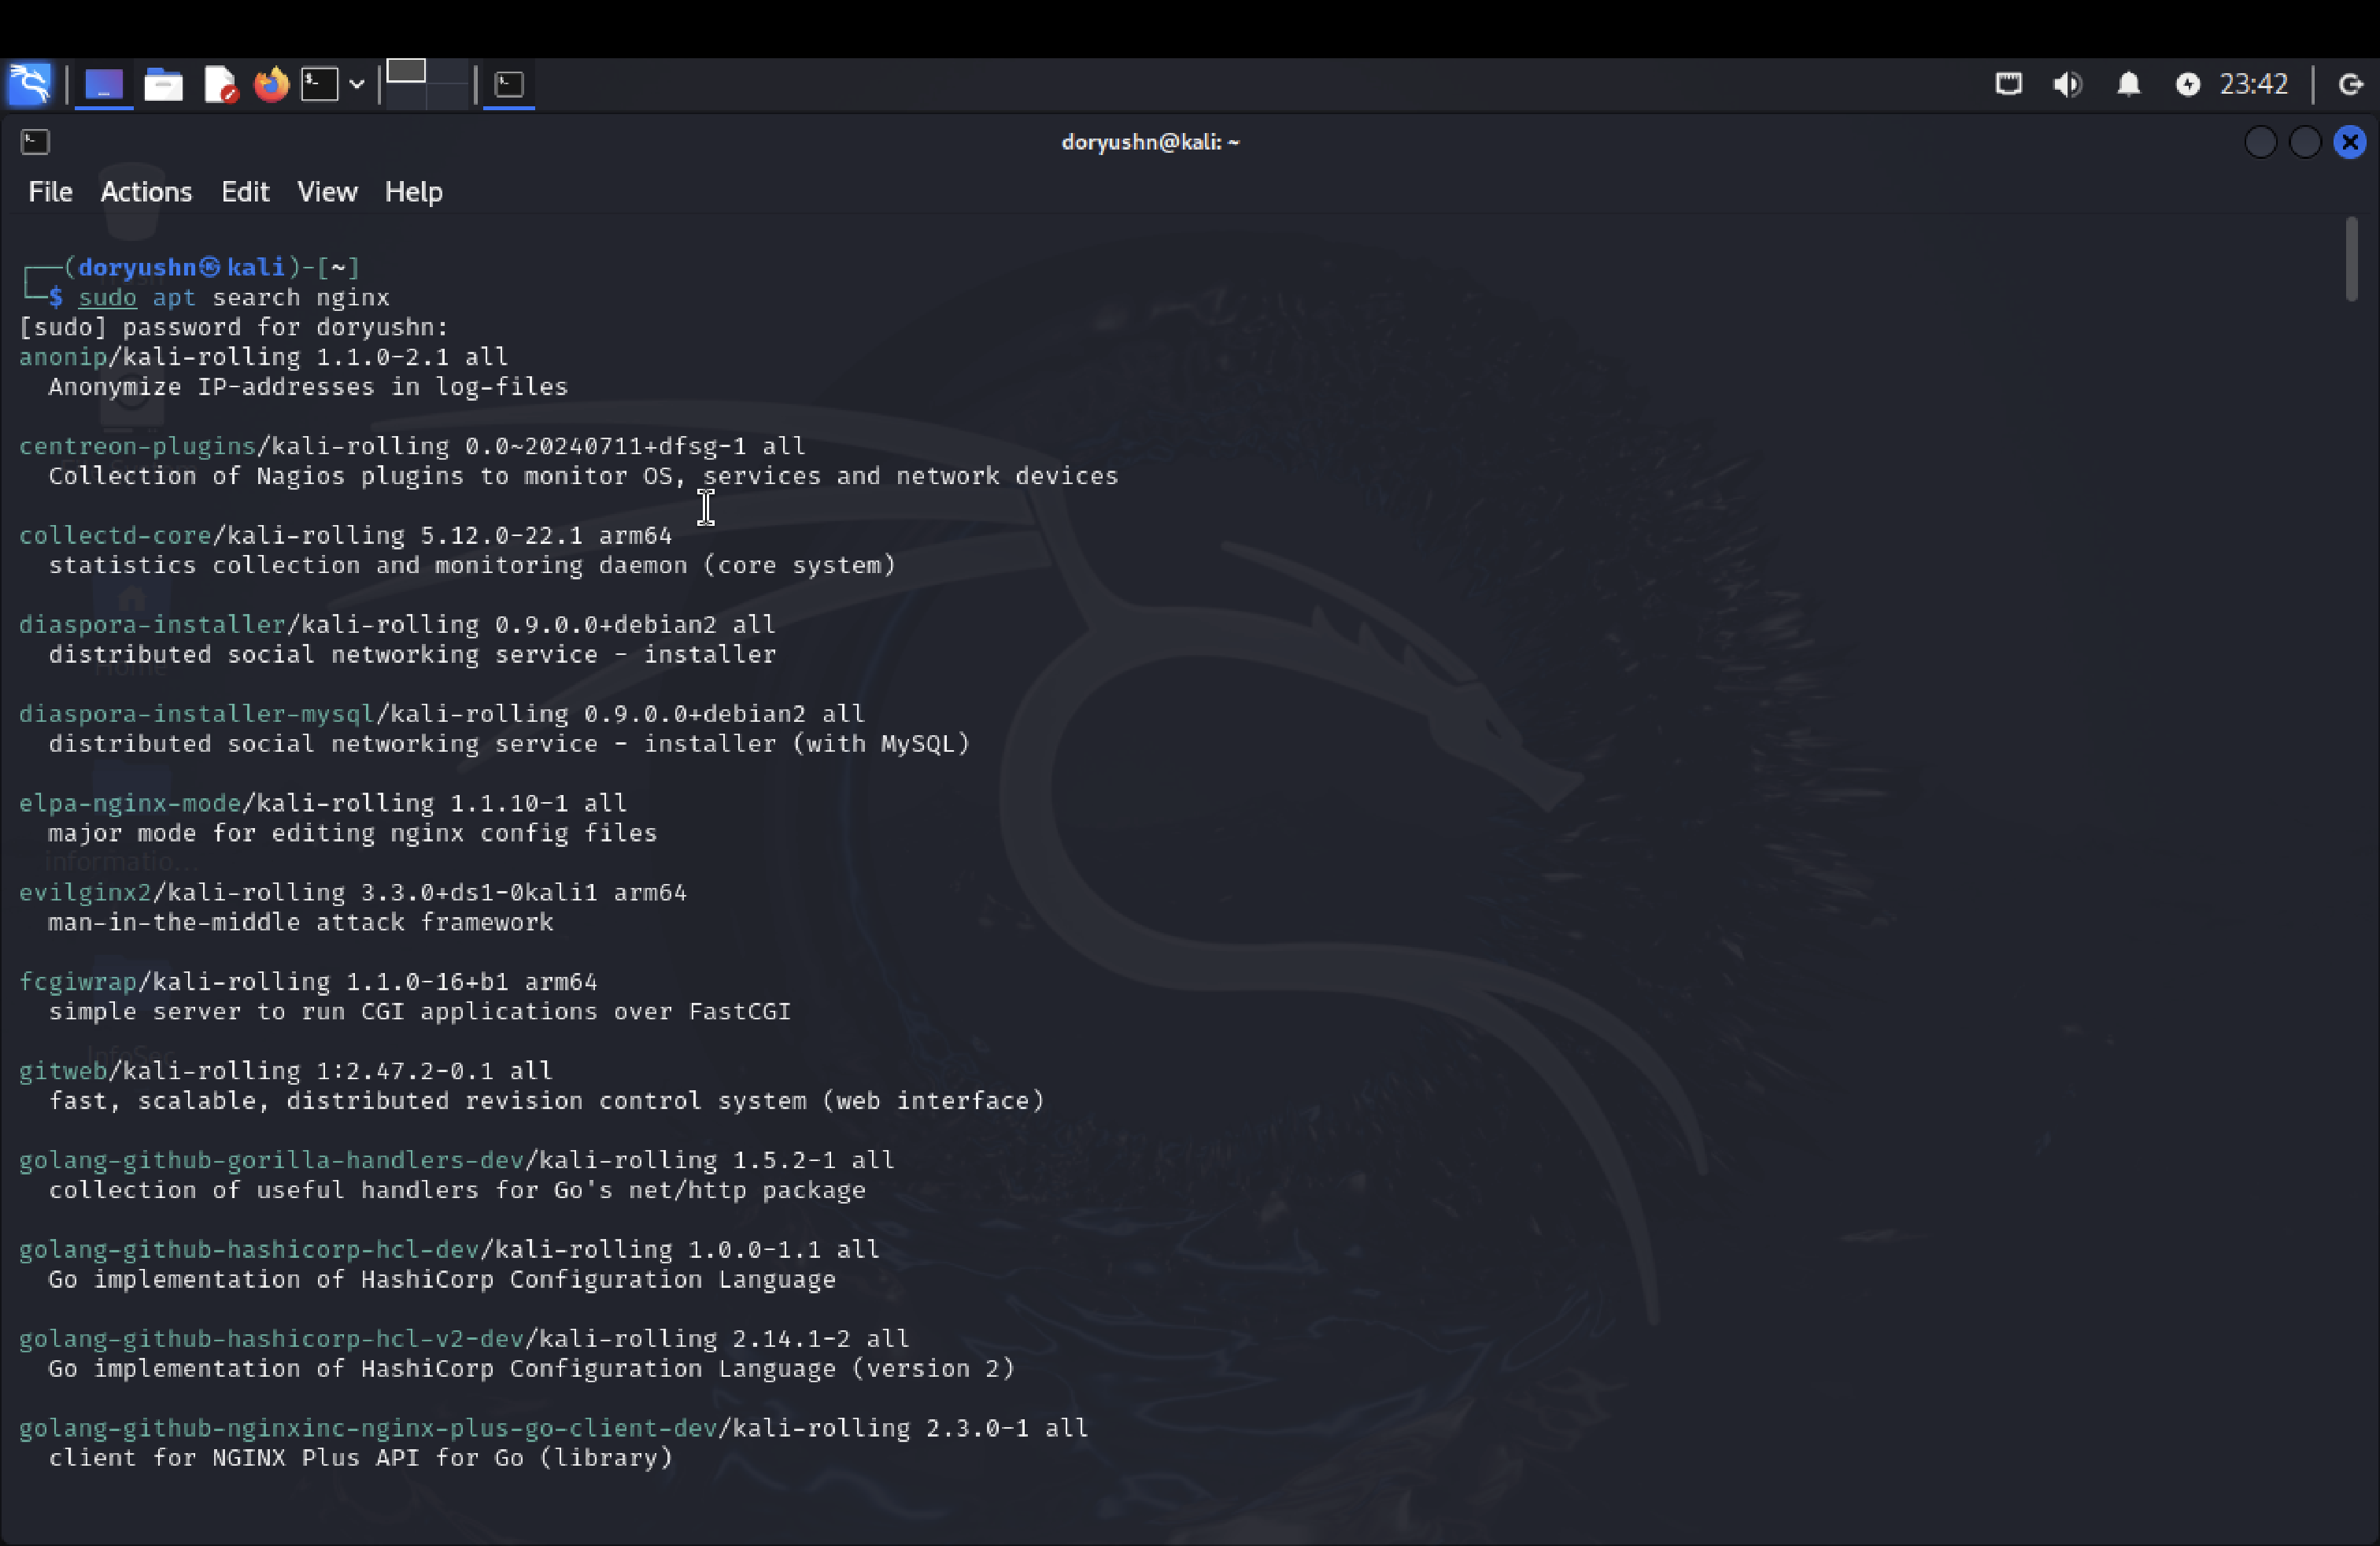 23:42
doryushn@kali: ~
File Actions Edit View Help
┌──(doryushn㉿kali)-[~]
└─$ sudo apt search nginx
[sudo] password for doryushn:
anonip/kali-rolling 1.1.0-2.1 all
  Anonymize IP-addresses in log-files
centreon-plugins/kali-rolling 0.0~20240711+dfsg-1 all
  Collection of Nagios plugins to monitor OS, services and network devices
collectd-core/kali-rolling 5.12.0-22.1 arm64
  statistics collection and monitoring daemon (core system)
diaspora-installer/kali-rolling 0.9.0.0+debian2 all
  distributed social networking service - installer
Home
diaspora-installer-mysql/kali-rolling 0.9.0.0+debian2 all
  distributed social networking service - installer (with MySQL)
elpa-nginx-mode/kali-rolling 1.1.10-1 all
  major mode for editing nginx config files
informatio...
evilginx2/kali-rolling 3.3.0+ds1-0kali1 arm64
  man-in-the-middle attack framework
fcgiwrap/kali-rolling 1.1.0-16+b1 arm64
  simple server to run CGI applications over FastCGI
InfoSec
gitweb/kali-rolling 1:2.47.2-0.1 all
  fast, scalable, distributed revision control system (web interface)
golang-github-gorilla-handlers-dev/kali-rolling 1.5.2-1 all
  collection of useful handlers for Go's net/http package
golang-github-hashicorp-hcl-dev/kali-rolling 1.0.0-1.1 all
  Go implementation of HashiCorp Configuration Language
golang-github-hashicorp-hcl-v2-dev/kali-rolling 2.14.1-2 all
  Go implementation of HashiCorp Configuration Language (version 2)
golang-github-nginxinc-nginx-plus-go-client-dev/kali-rolling 2.3.0-1 all
  client for NGINX Plus API for Go (library)